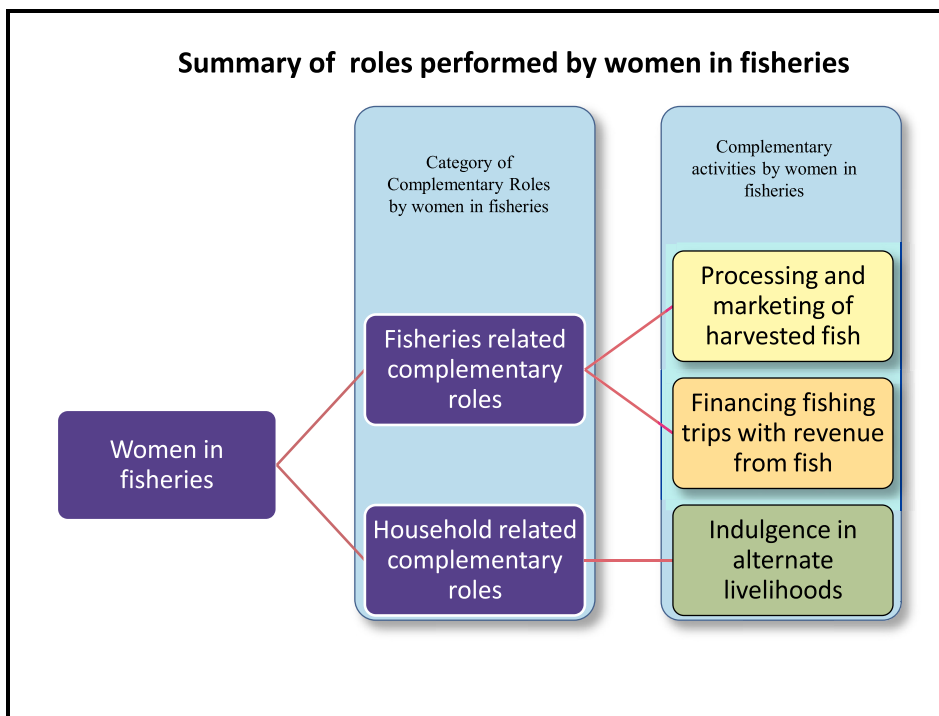 Summary of  roles performed by women in fisheries
Category of
Complementary Roles
by women in fisheries
Complementary
activities by women in
fisheries
Women in
fisheries
Fisheries related
complementary
roles
Household related
complementary
roles
Processing and
marketing of
harvested fish
Financing fishing
trips with revenue
from fish
Indulgence in
alternate
livelihoods